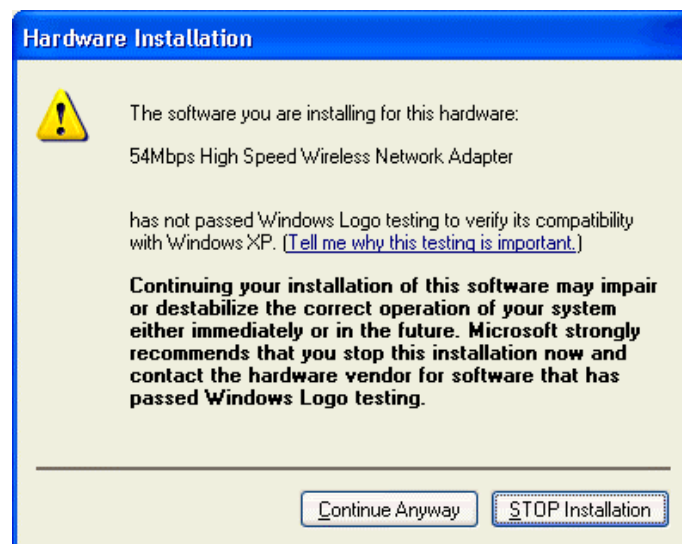 Hardware Installation
The software you are installing for this hardware:
54Mbps High Speed Wireless Network Adapter
has not passed Windows Logo testing to verify its compatibility
with Windows XP. (Tell me why this testing is important.)
Continuing your installation of this software may impair
or destabilize the correct operation of your system
either immediately or in the future. Microsoft strongly
recommends that you stop this installation now and
contact the hardware vendor for software that has
passed Windows Logo testing.
Continue Anyway
STOP Installation